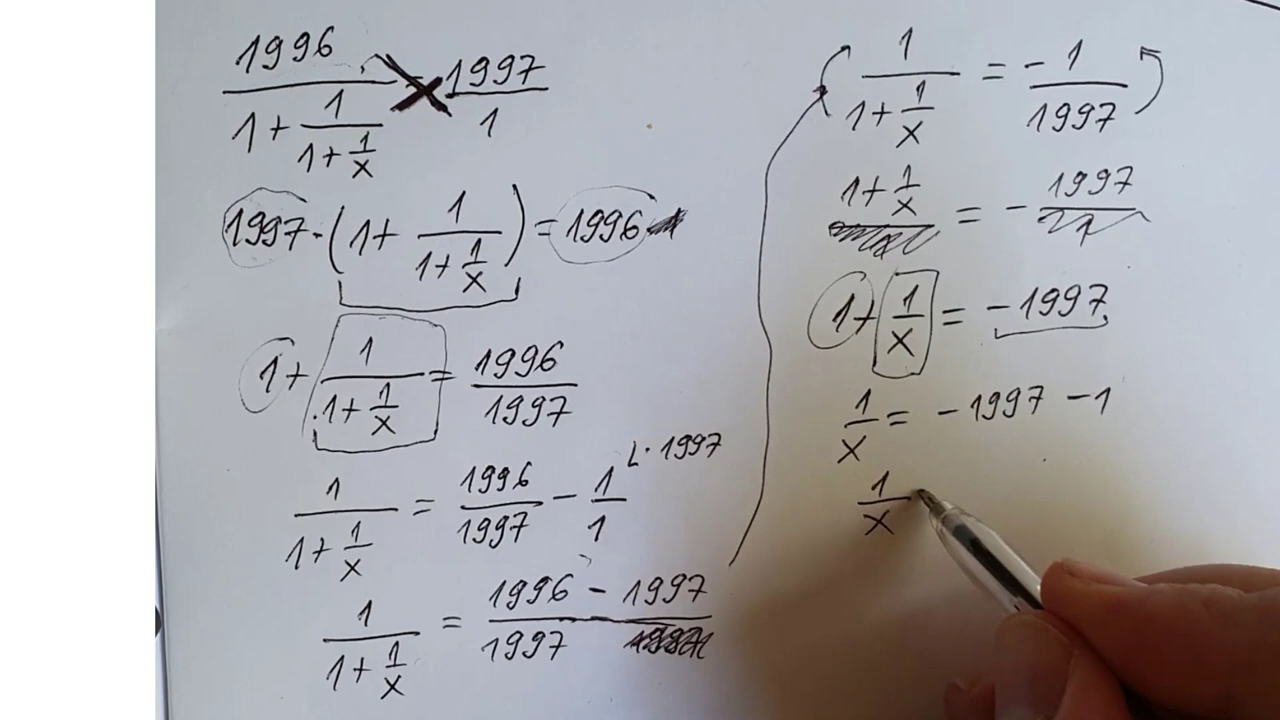 1996 / (1 + 1 / (1 + 1/x)) = 1997 / 1
1997 · (1 + 1 / (1 + 1/x)) = 1996
1 + 1 / (1 + 1/x) = 1996 / 1997
1 / (1 + 1/x) = 1996 / 1997 - 1 / 1 L· 1997
1 / (1 + 1/x) = (1996 - 1997) / 1997
1 / (1 + 1/x) = -1 / 1997
(1 + 1/x) / 1 = - 1997 / 1
1 + 1/x = -1997
1/x = -1997 -1
1/x